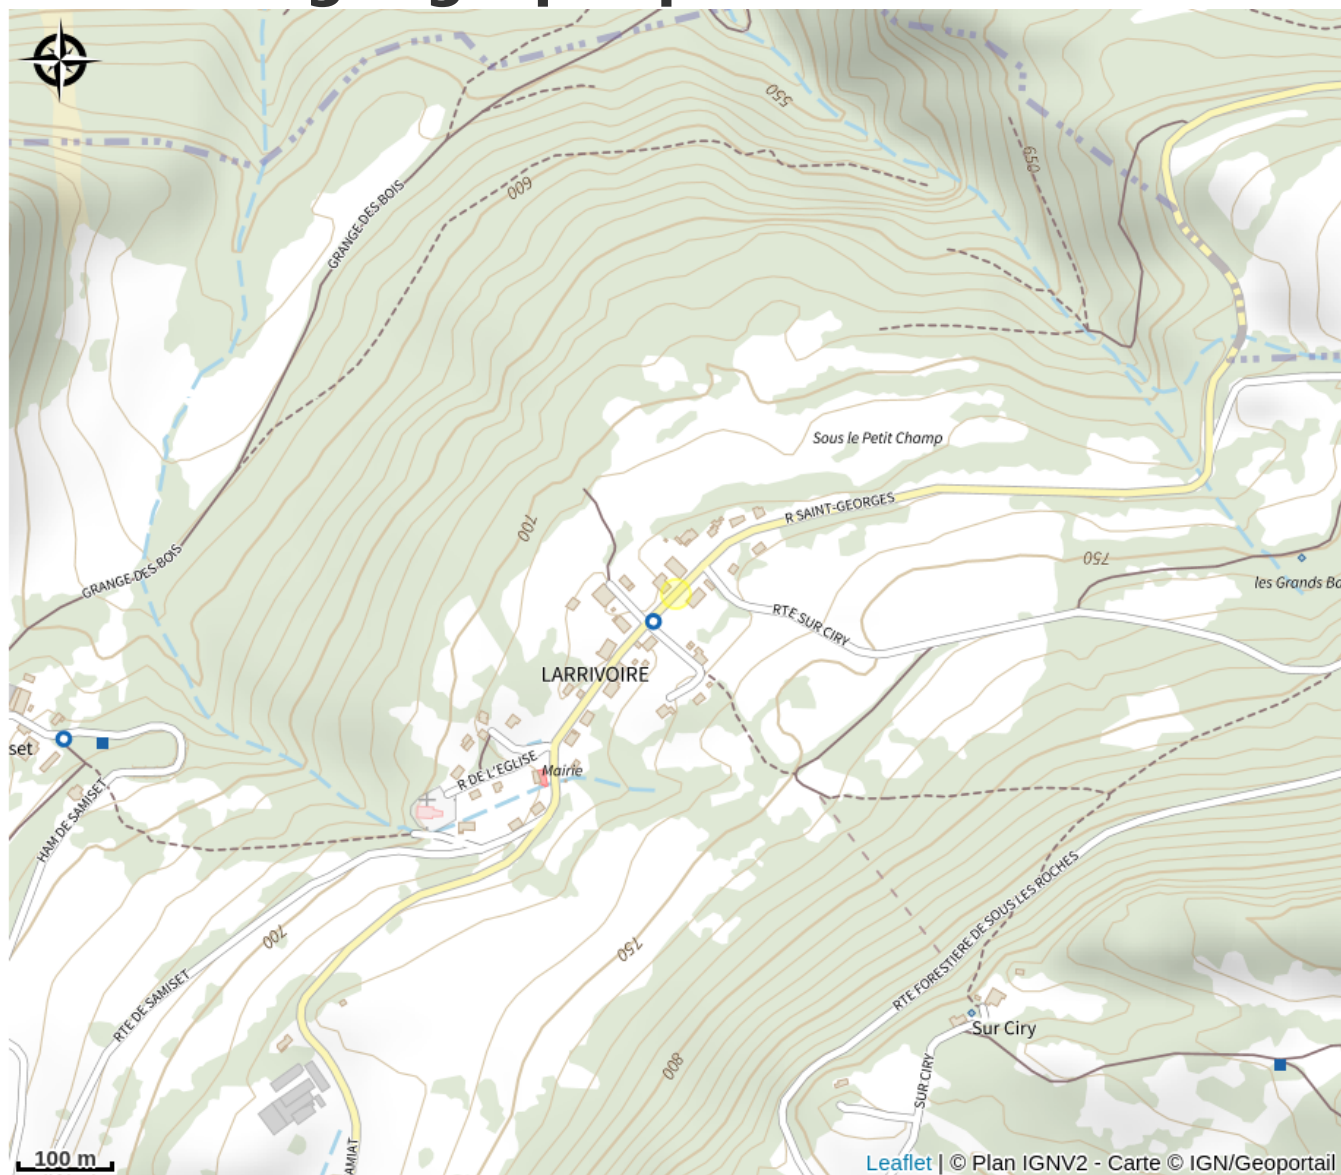 550
650
600
GRANGE-DES-BOIS
Sous le Petit Champ
R SAINT-GEORGES
700
750
GRANGE-DES-BOIS
les Grands Ba
RTE SUR CIRY
LARRIVOIRE
set
R DE L'EGLISE
Mairie
HAM DE SAMISET
RTE FORESTIERE DE SOUS LES ROCHES
700
750
RTE DE SAMISET
Sur Ciry
800
SUR CIRY
AMIAT
100 m
Leaflet | © Plan IGNV2 - Carte © IGN/Geoportail